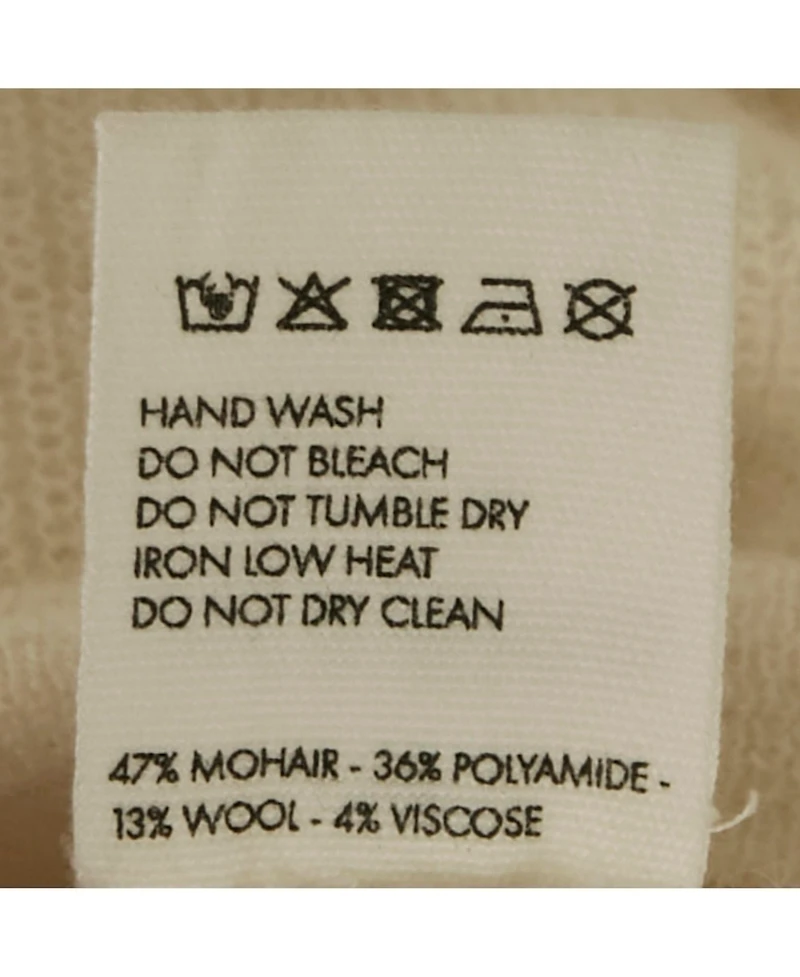 HAND WASH
DO NOT BLEACH
DO NOT TUMBLE DRY
IRON LOW HEAT
DO NOT DRY CLEAN
47% MOHAIR - 36% POLYAMIDE -
13% WOOL - 4% VISCOSE